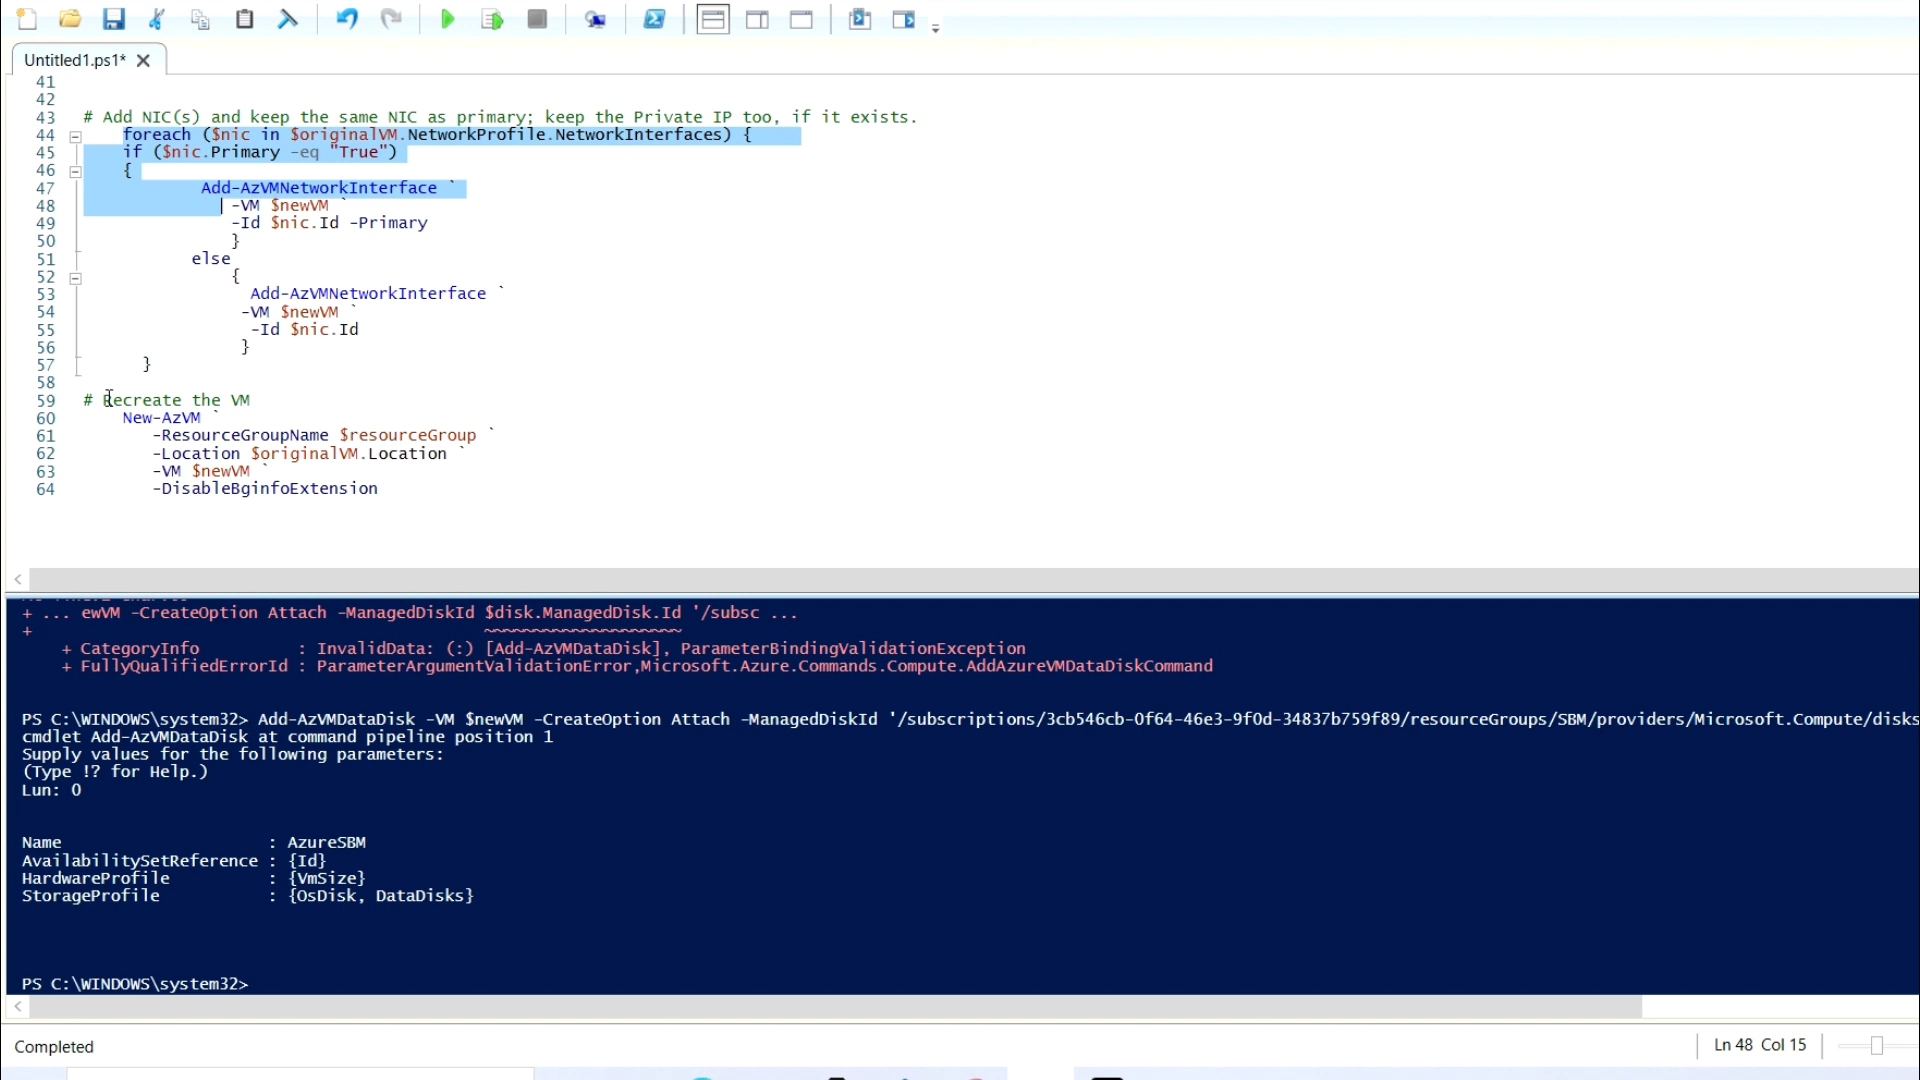 Untitled1.ps1*
41
42
43 # Add NIC(s) and keep the same NIC as primary; keep the Private IP too, if it exists.
44 foreach ($nic in $originalVM.NetworkProfile.NetworkInterfaces) {
45 if ($nic.Primary -eq "True")
46 {
47 Add-AzVMNetworkInterface `
48 -VM $newVM `
49 -Id $nic.Id -Primary
50 }
51 else
52 {
53 Add-AzVMNetworkInterface `
54 -VM $newVM `
55 -Id $nic.Id
56 }
57 }
58
59 # Recreate the VM
60 New-AzVM `
61 -ResourceGroupName $resourceGroup `
62 -Location $originalVM.Location `
63 -VM $newVM `
64 -DisableBginfoExtension
+ ... ewVM -CreateOption Attach -ManagedDiskId $disk.ManagedDisk.Id '/subsc ...
+ ~~~~~~~~~~~~~~~~~~~~
+ CategoryInfo : InvalidData: (:) [Add-AzVMDataDisk], ParameterBindingValidationException
+ FullyQualifiedErrorId : ParameterArgumentValidationError,Microsoft.Azure.Commands.Compute.AddAzureVMDataDiskCommand
PS C:\WINDOWS\system32> Add-AzVMDataDisk -VM $newVM -CreateOption Attach -ManagedDiskId '/subscriptions/3cb546cb-0f64-46e3-9f0d-34837b759f89/resourceGroups/SBM/providers/Microsoft.Compute/disks
cmdlet Add-AzVMDataDisk at command pipeline position 1
Supply values for the following parameters:
(Type !? for Help.)
Lun: 0
Name : AzureSBM
AvailabilitySetReference : {Id}
HardwareProfile : {VmSize}
StorageProfile : {OsDisk, DataDisks}
PS C:\WINDOWS\system32>
Completed
Ln 48 Col 15